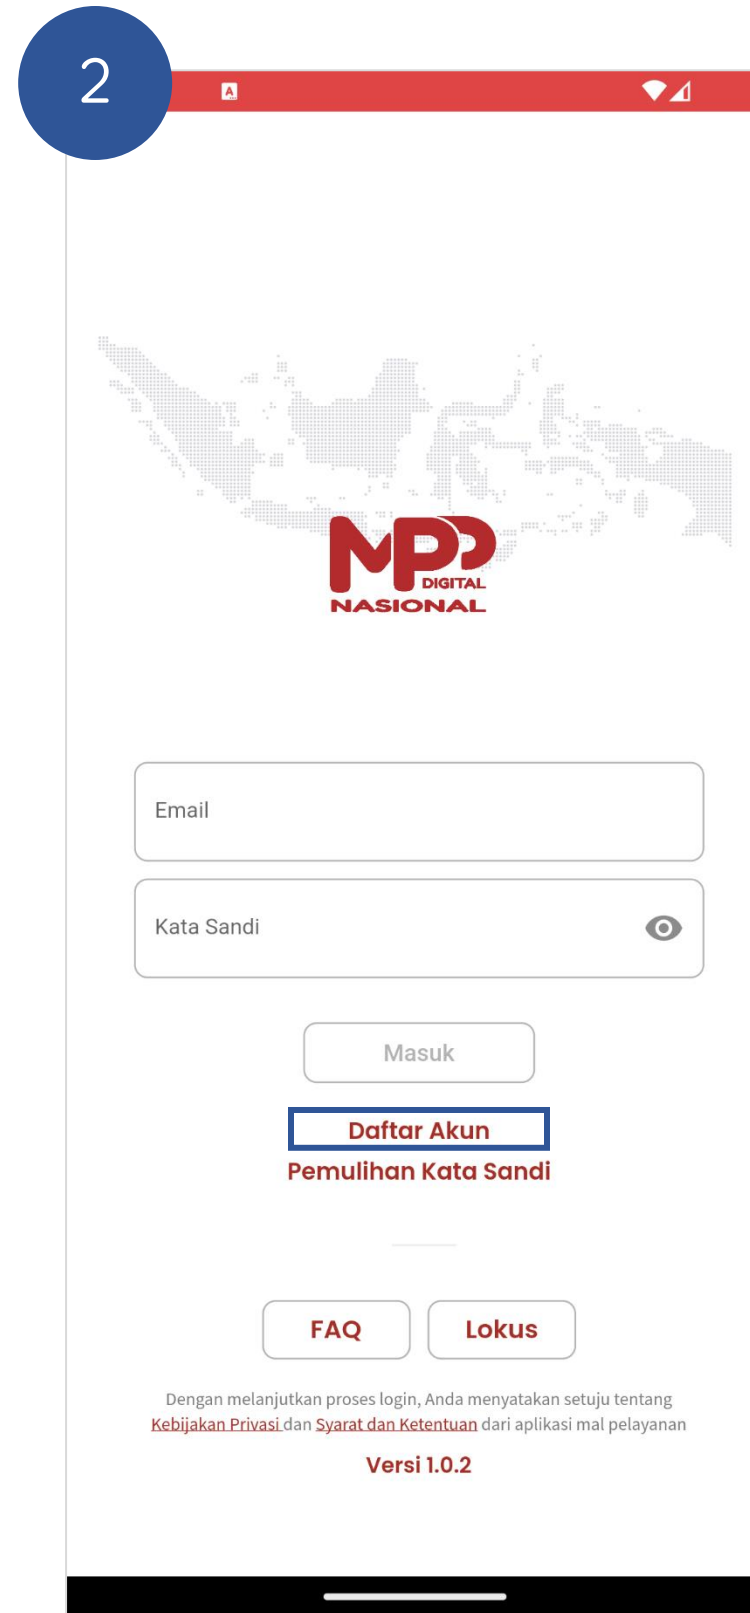 2
MPP
DIGITAL
NASIONAL
Email
Kata Sandi
Masuk
Daftar Akun
Pemulihan Kata Sandi
FAQ
Lokus
Dengan melanjutkan proses login, Anda menyatakan setuju tentang
Kebijakan Privasi dan Syarat dan Ketentuan dari aplikasi mal pelayanan
Versi 1.0.2